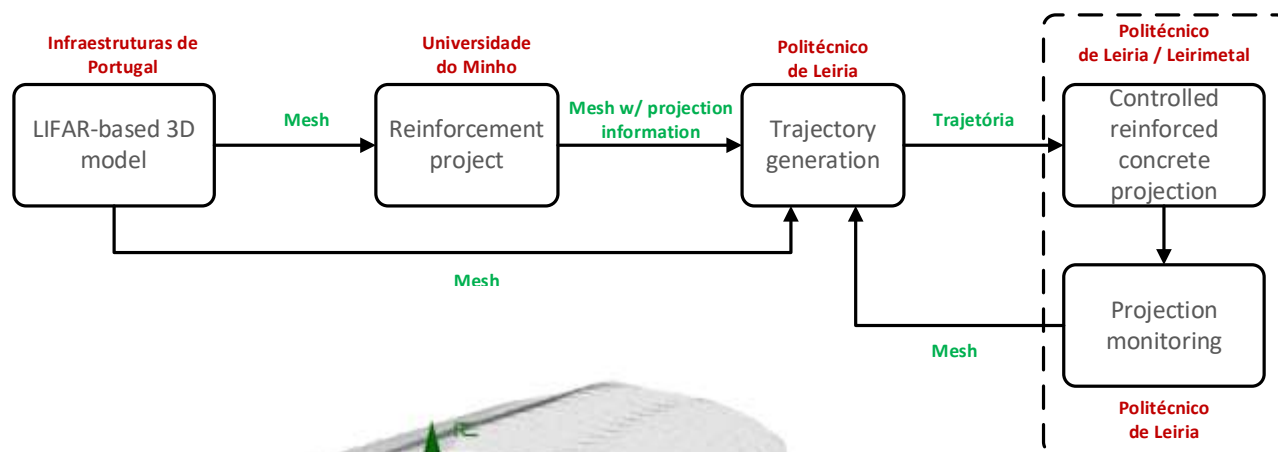 Infraestruturas de
Portugal
LIFAR-based 3D
model
Mesh
Universidade
do Minho
Reinforcement
project
Mesh w/ projection
information
Politécnico
de Leiria
Trajectory
generation
Trajetória
Politécnico
de Leiria / Leirimetal
Controlled
reinforced
concrete
projection
Mesh
Mesh
Projection
monitoring
Politécnico
de Leiria